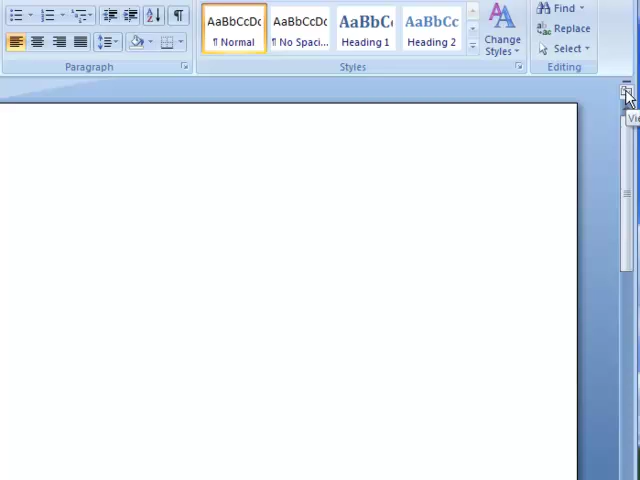 Find
AaBbCcDc AaBbCcDc AaBbC AaBbCc
Replace
¶ Normal ¶ No Spaci... Heading 1 Heading 2
Change
Styles
Select
Paragraph Styles Editing